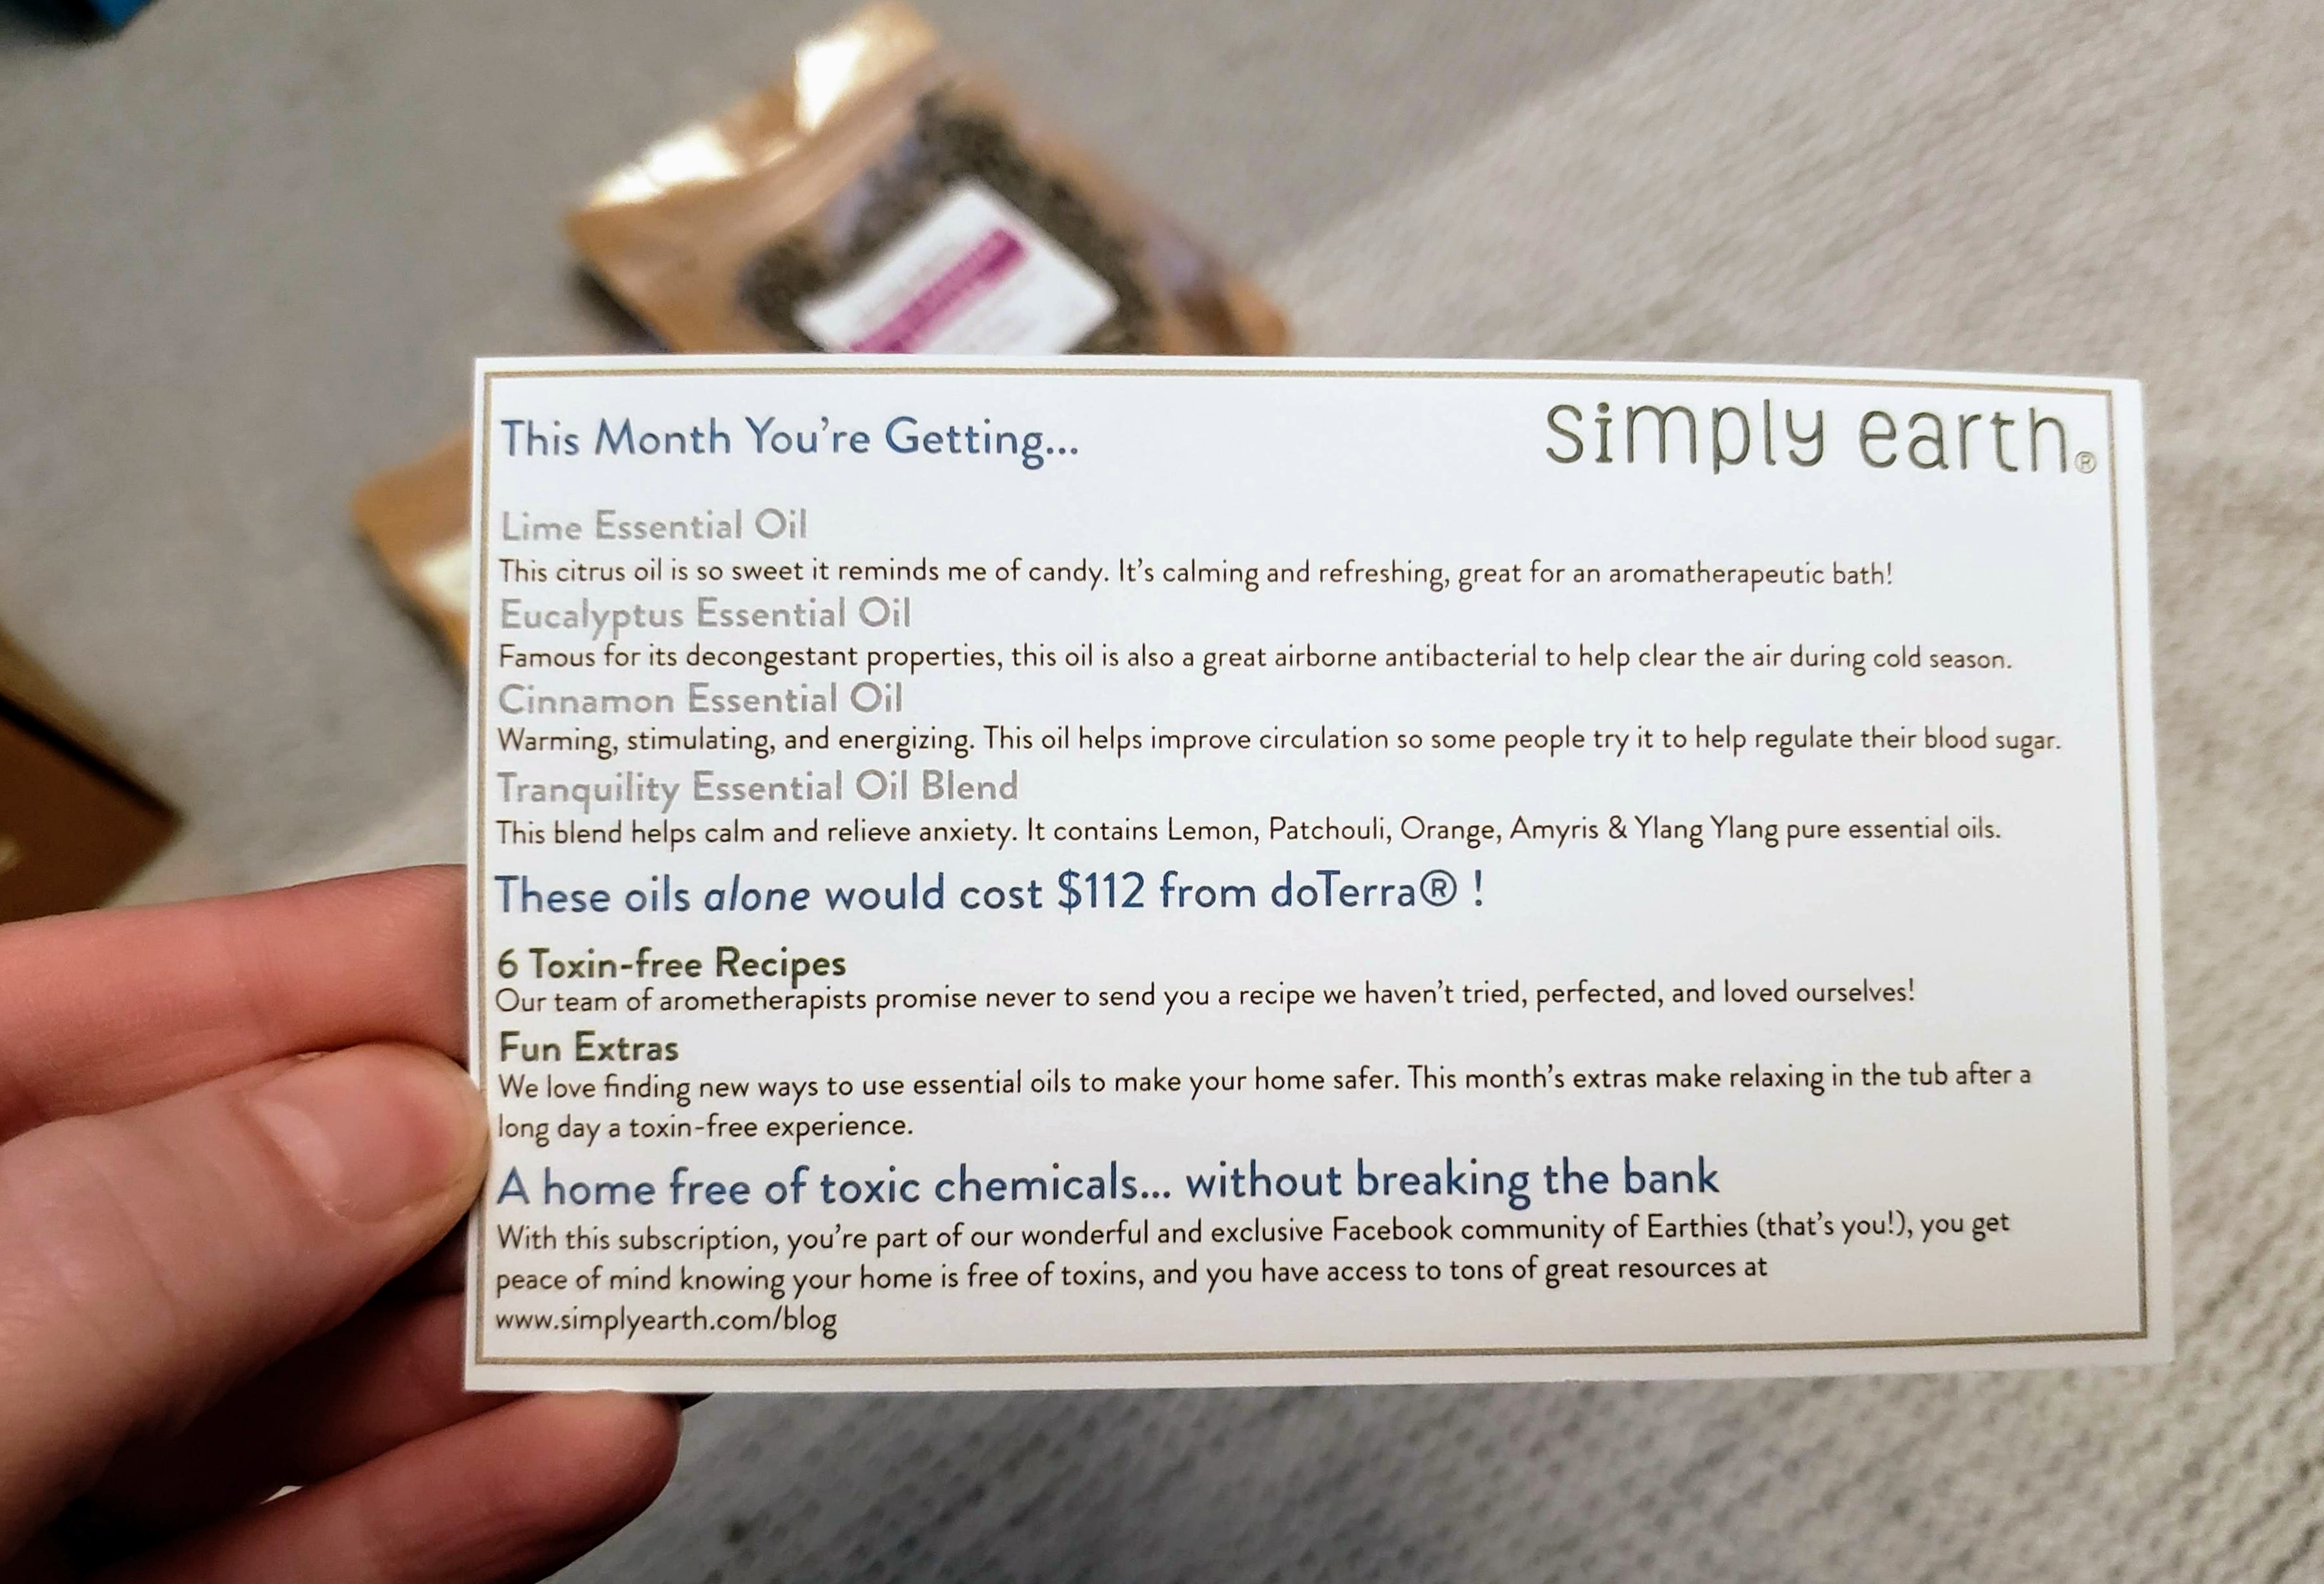 This Month You're Getting...
simply earth®
Lime Essential Oil
This citrus oil is so sweet it reminds me of candy. It's calming and refreshing, great for an aromatherapeutic bath!
Eucalyptus Essential Oil
Famous for its decongestant properties, this oil is also a great airborne antibacterial to help clear the air during cold season.
Cinnamon Essential Oil
Warming, stimulating, and energizing. This oil helps improve circulation so some people try it to help regulate their blood sugar.
Tranquility Essential Oil Blend
This blend helps calm and relieve anxiety. It contains Lemon, Patchouli, Orange, Amyris & Ylang Ylang pure essential oils.
These oils alone would cost $112 from doTerra® !
6 Toxin-free Recipes
Our team of arometherapists promise never to send you a recipe we haven't tried, perfected, and loved ourselves!
Fun Extras
We love finding new ways to use essential oils to make your home safer. This month's extras make relaxing in the tub after a
long day a toxin-free experience.
A home free of toxic chemicals... without breaking the bank
With this subscription, you're part of our wonderful and exclusive Facebook community of Earthies (that's you!), you get
peace of mind knowing your home is free of toxins, and you have access to tons of great resources at
www.simplyearth.com/blog